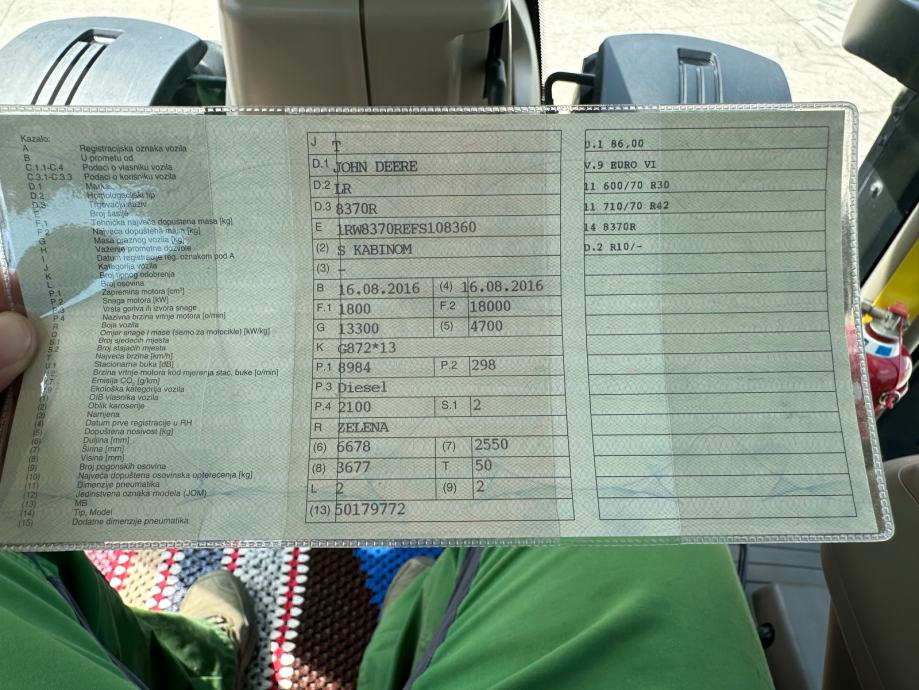 Kazalo:
A Registracijska oznaka vozila
B U prometu od
C.1.1-C.4 Podaci o vlasniku vozila
C.3.1-C.3.3 Podaci o korisniku vozila
D.1 Marka
D.2 Homologacijski tip
D.3 Trgovački naziv
E Broj šasije
F.1 Tehnička najveća dopuštena masa [kg]
F.2 Najveća dopuštena masa [kg]
G Masa praznog vozila [kg]
H Važenje prometne dozvole
I Datum registracije reg. oznakom pod A
J Kategorija vozila
K Broj tipnog odobrenja
L Broj osovina
P.1 Zapremina motora [cm³]
P.2 Snaga motora [kW]
P.3 Vrsta goriva ili izvora snage
P.4 Nazivna brzina vrtnje motora [o/min]
R Boja vozila
Q Omjer snage i mase (samo za motocikle) [kW/kg]
S.1 Broj sjedećih mjesta
S.2 Broj stajaćih mjesta
T Najveća brzina [km/h]
U.1 Stacionarna buka [dB]
U.2 Brzina vrtnje motora kod mjerenja stac. buke [o/min]
V.7 Emisija CO₂ [g/km]
V.9 Ekološka kategorija vozila
(1) OIB vlasnika vozila
(2) Oblik karoserije
(3) Namjena
(4) Datum prve registracije u RH
(5) Dopuštena nosivost [kg]
(6) Duljina [mm]
(7) Širina [mm]
(8) Visina [mm]
(9) Broj pogonskih osovina
(10) Najveća dopuštena osovinska opterećenja [kg]
(11) Dimenzije pneumatika
(12) Jedinstvena oznaka modela (JOM)
(13) MB
(14) Tip, Model
(15) Dodatne dimenzije pneumatika
J T
D.1 JOHN DEERE
D.2 LR
D.3 8370R
E 1RW8370REFS108360
(2) S KABINOM
(3) –
B 16.08.2016 (4) 16.08.2016
F.1 1800 F.2 18000
G 13300 (5) 4700
K G872*13
P.1 8984 P.2 298
P.3 Diesel
P.4 2100 S.1 2
R ZELENA
(6) 6678 (7) 2550
(8) 3677 T 50
L 2 (9) 2
(13) 50179772
J.1 86,00
V.9 EURO VI
11 600/70 R30
11 710/70 R42
14 8370R
D.2 R10/-